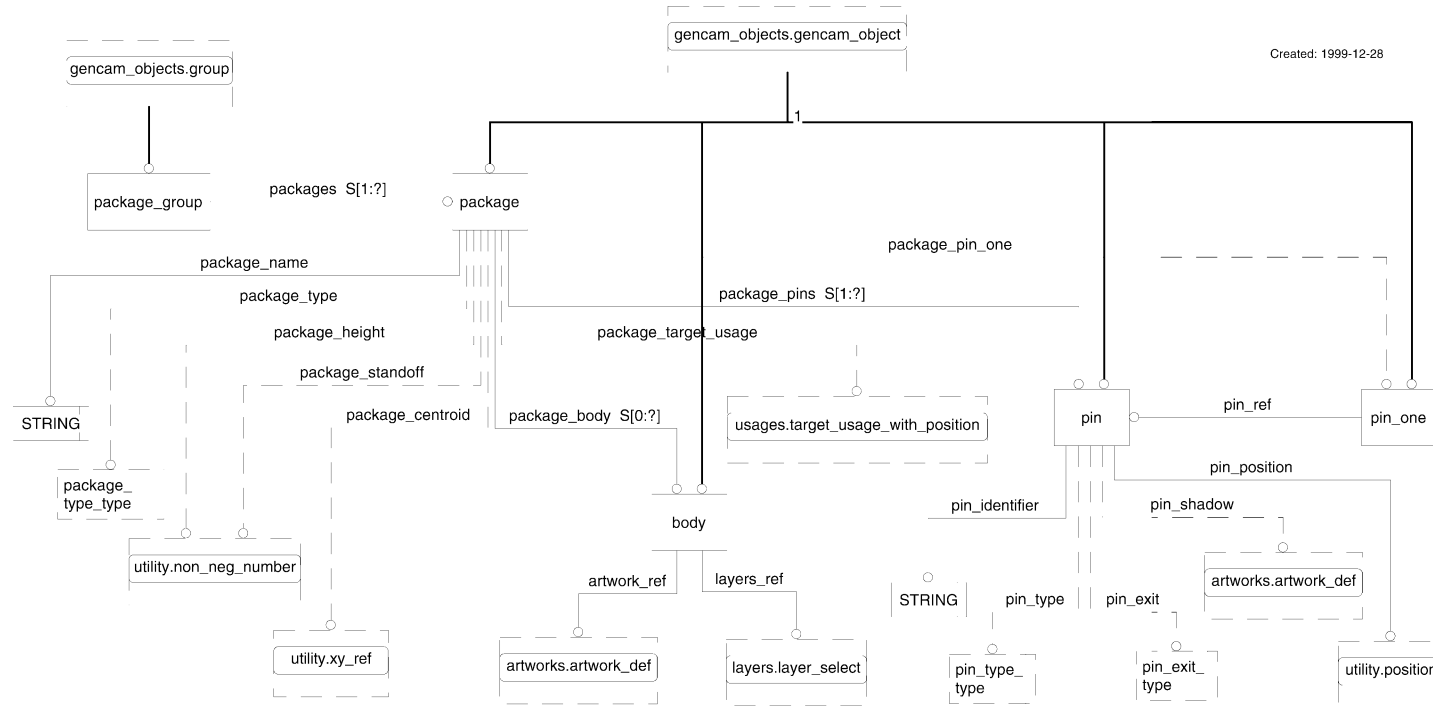 gencam_objects.gencam_object
Created: 1999-12-28
gencam_objects.group
1
packages S[1:?]
package_group
package
package_pin_one
package_name
package_type
package_pins S[1:?]
package_height
package_target_usage
package_standoff
package_centroid
package_body S[0:?]
pin_ref
STRING
usages.target_usage_with_position
pin
pin_one
pin_position
package_
type_type
pin_identifier
pin_shadow
body
utility.non_neg_number
artwork_ref
layers_ref
artworks.artwork_def
STRING
pin_type
pin_exit
utility.xy_ref
artworks.artwork_def
layers.layer_select
pin_type_
type
pin_exit_
type
utility.position